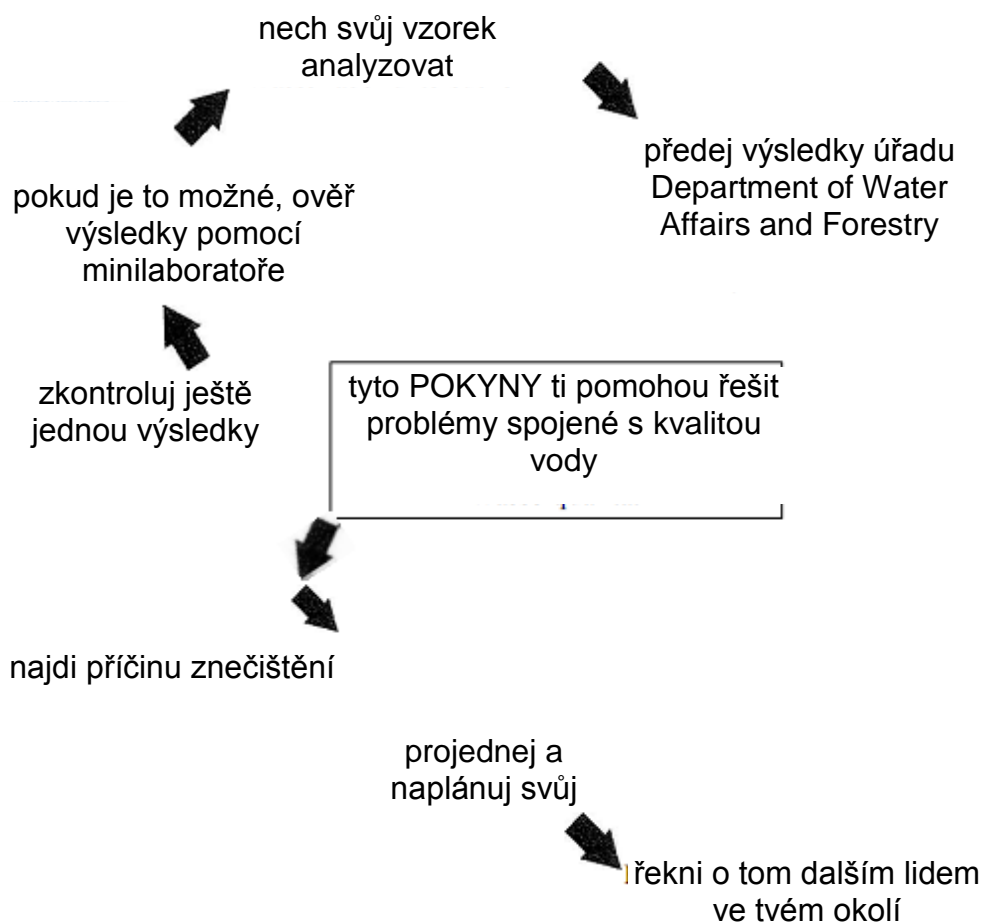 nech svůj vzorek
analyzovat
předej výsledky úřadu
Department of Water
Affairs and Forestry
pokud je to možné, ověř
výsledky pomocí
minilaboratoře
zkontroluj ještě
jednou výsledky
tyto POKYNY ti pomohou řešit
problémy spojené s kvalitou
vody
najdi příčinu znečištění
projednej a
naplánuj svůj
řekni o tom dalším lidem
ve tvém okolí